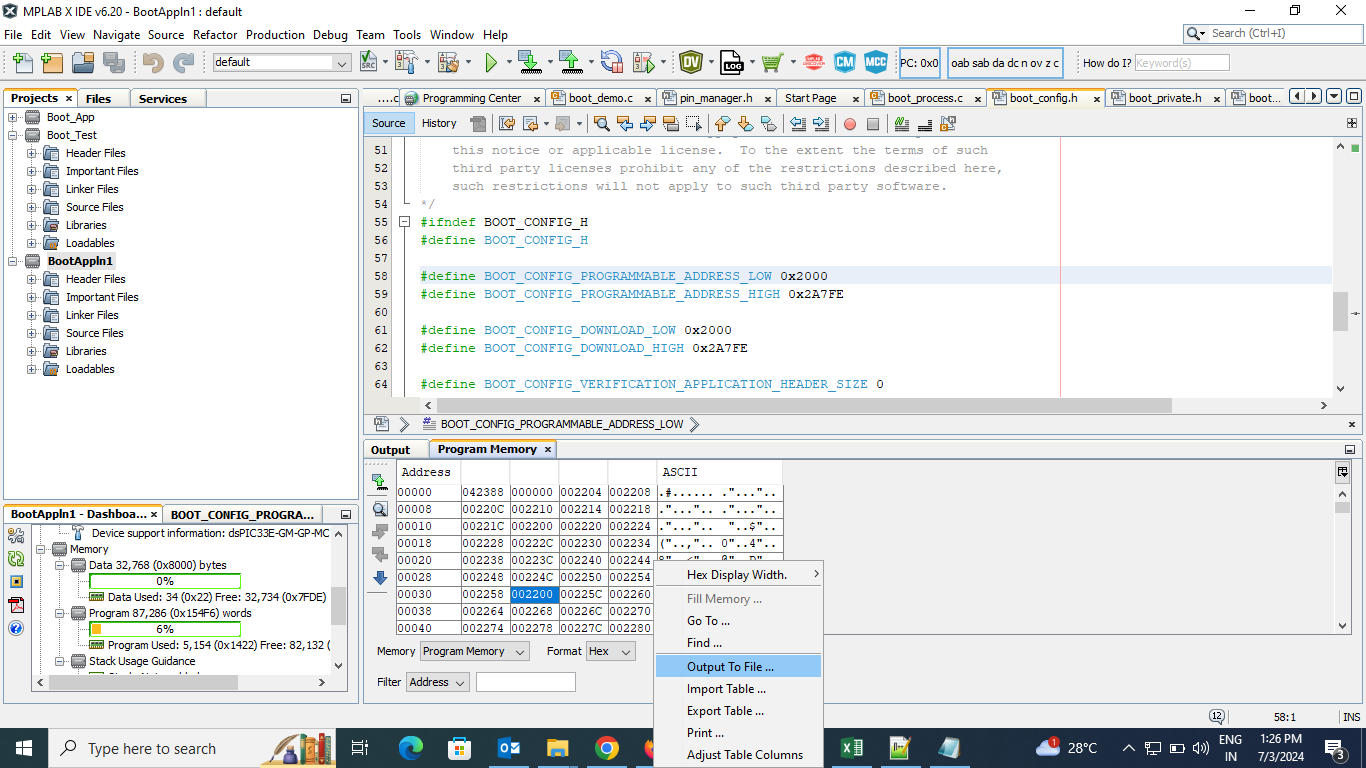 MPLAB X IDE v6.20 - BootAppln1 : default
File Edit View Navigate Source Refactor Production Debug Team Tools Window Help
Search (Ctrl+I)
default
PC: 0x0
oab sab da dc n ov z c
How do I?
Keyword(s)
Projects
Files
Services
Boot_App
Boot_Test
Header Files
Important Files
Linker Files
Source Files
Libraries
Loadables
BootAppln1
Header Files
Important Files
Linker Files
Source Files
Libraries
Loadables
BootAppln1 - Dashboa...
BOOT_CONFIG_PROGRA...
Device support information: dsPIC33E-GM-GP-MC
Memory
Data 32,768 (0x8000) bytes
0%
Data Used: 34 (0x22) Free: 32,734 (0x7FDE)
Program 87,286 (0x154F6) words
6%
Program Used: 5,154 (0x1422) Free: 82,132 (
Stack Usage Guidance
...c
Programming Center
boot_demo.c
pin_manager.h
Start Page
boot_process.c
boot_config.h
boot_private.h
boot...
Source
History
51 this notice or applicable license. To the extent the terms of such
52 third party licenses prohibit any of the restrictions described here,
53 such restrictions will not apply to such third party software.
54 */
55 #ifndef BOOT_CONFIG_H
56 #define BOOT_CONFIG_H
57
58 #define BOOT_CONFIG_PROGRAMMABLE_ADDRESS_LOW 0x2000
59 #define BOOT_CONFIG_PROGRAMMABLE_ADDRESS_HIGH 0x2A7FE
60
61 #define BOOT_CONFIG_DOWNLOAD_LOW 0x2000
62 #define BOOT_CONFIG_DOWNLOAD_HIGH 0x2A7FE
63
64 #define BOOT_CONFIG_VERIFICATION_APPLICATION_HEADER_SIZE 0
BOOT_CONFIG_PROGRAMMABLE_ADDRESS_LOW
Output
Program Memory
Address ASCII
00000 042388 000000 002204 002208 .#...... ."..."..
00008 00220C 002210 002214 002218 ."...".. ."..."..
00010 00221C 002200 002220 002224 ."...".. "..$"..
00018 002228 00222C 002230 002234 ("..,".. 0"..4"..
00020 002238 00223C 002240 002244
00028 002248 00224C 002250 002254
00030 002258 002200 00225C 002260
00038 002264 002268 00226C 002270
00040 002274 002278 00227C 002280
Memory
Program Memory
Format
Hex
Filter
Address
Hex Display Width.
Fill Memory ...
Go To ...
Find ...
Output To File ...
Import Table ...
Export Table ...
Print ...
Adjust Table Columns
12
58:1
INS
Type here to search
1
28°C
ENG
IN
1:26 PM
7/3/2024
3